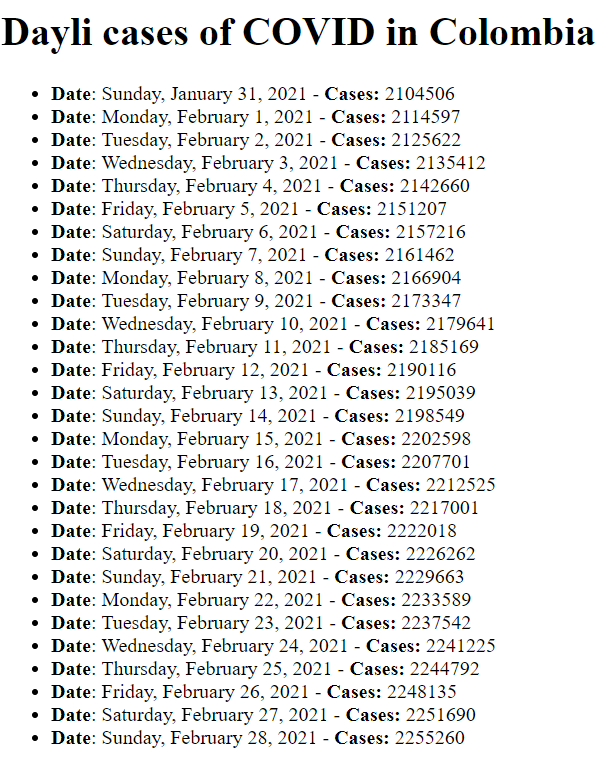 Dayli cases of COVID in Colombia
Date: Sunday, January 31, 2021 - Cases: 2104506
Date: Monday, February 1, 2021 - Cases: 2114597
Date: Tuesday, February 2, 2021 - Cases: 2125622
Date: Wednesday, February 3, 2021 - Cases: 2135412
Date: Thursday, February 4, 2021 - Cases: 2142660
Date: Friday, February 5, 2021 - Cases: 2151207
Date: Saturday, February 6, 2021 - Cases: 2157216
Date: Sunday, February 7, 2021 - Cases: 2161462
Date: Monday, February 8, 2021 - Cases: 2166904
Date: Tuesday, February 9, 2021 - Cases: 2173347
Date: Wednesday, February 10, 2021 - Cases: 2179641
Date: Thursday, February 11, 2021 - Cases: 2185169
Date: Friday, February 12, 2021 - Cases: 2190116
Date: Saturday, February 13, 2021 - Cases: 2195039
Date: Sunday, February 14, 2021 - Cases: 2198549
Date: Monday, February 15, 2021 - Cases: 2202598
Date: Tuesday, February 16, 2021 - Cases: 2207701
Date: Wednesday, February 17, 2021 - Cases: 2212525
Date: Thursday, February 18, 2021 - Cases: 2217001
Date: Friday, February 19, 2021 - Cases: 2222018
Date: Saturday, February 20, 2021 - Cases: 2226262
Date: Sunday, February 21, 2021 - Cases: 2229663
Date: Monday, February 22, 2021 - Cases: 2233589
Date: Tuesday, February 23, 2021 - Cases: 2237542
Date: Wednesday, February 24, 2021 - Cases: 2241225
Date: Thursday, February 25, 2021 - Cases: 2244792
Date: Friday, February 26, 2021 - Cases: 2248135
Date: Saturday, February 27, 2021 - Cases: 2251690
Date: Sunday, February 28, 2021 - Cases: 2255260